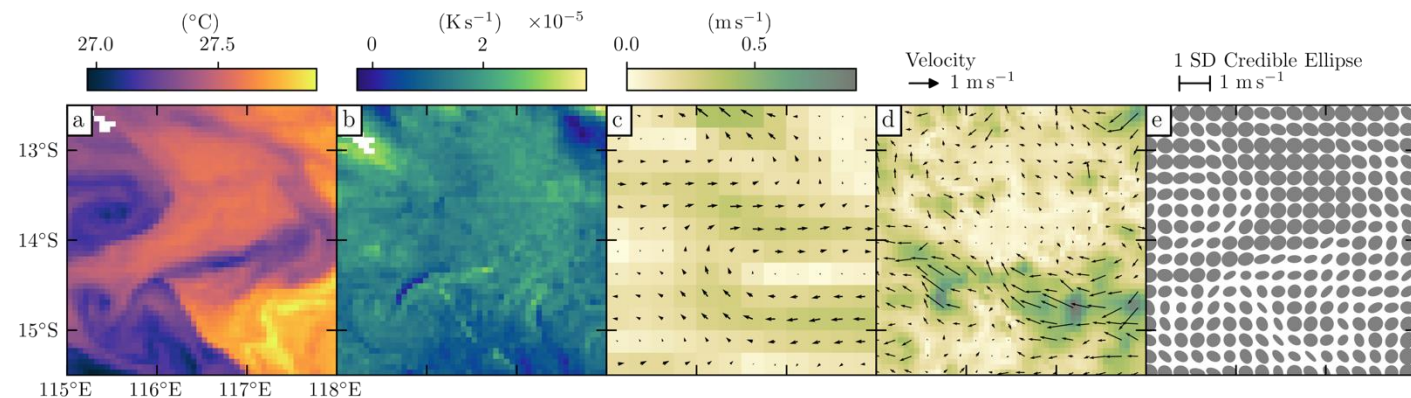 (°C)
27.0 27.5
(K s⁻¹) ×10⁻⁵
0 2
(m s⁻¹)
0.0 0.5
Velocity
1 m s⁻¹
1 SD Credible Ellipse
1 m s⁻¹
a b c d e
13°S
14°S
15°S
115°E 116°E 117°E 118°E